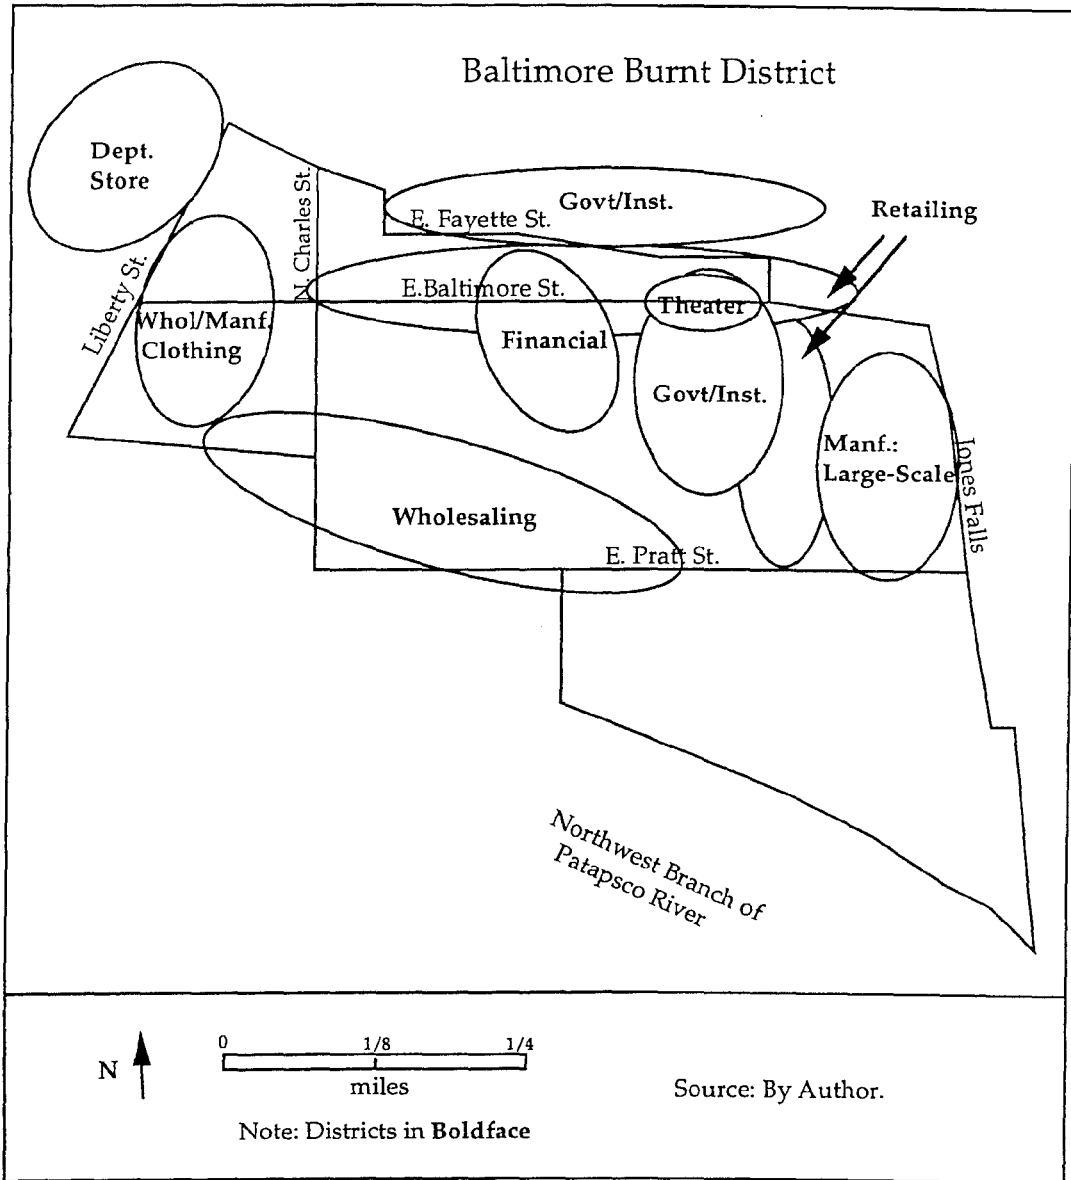 Baltimore Burnt District
Dept.
Store
Govt/Inst.
Retailing
E. Fayette St.
N. Charles St.
Liberty St.
E.Baltimore St.
Theater
Whol/Manf.
Clothing
Financial
Govt/Inst.
Manf.:
Large-Scale
Jones Falls
Wholesaling
E. Pratt St.
Northwest Branch of
Patapsco River
N
0 1/8 1/4
miles
Source: By Author.
Note: Districts in Boldface